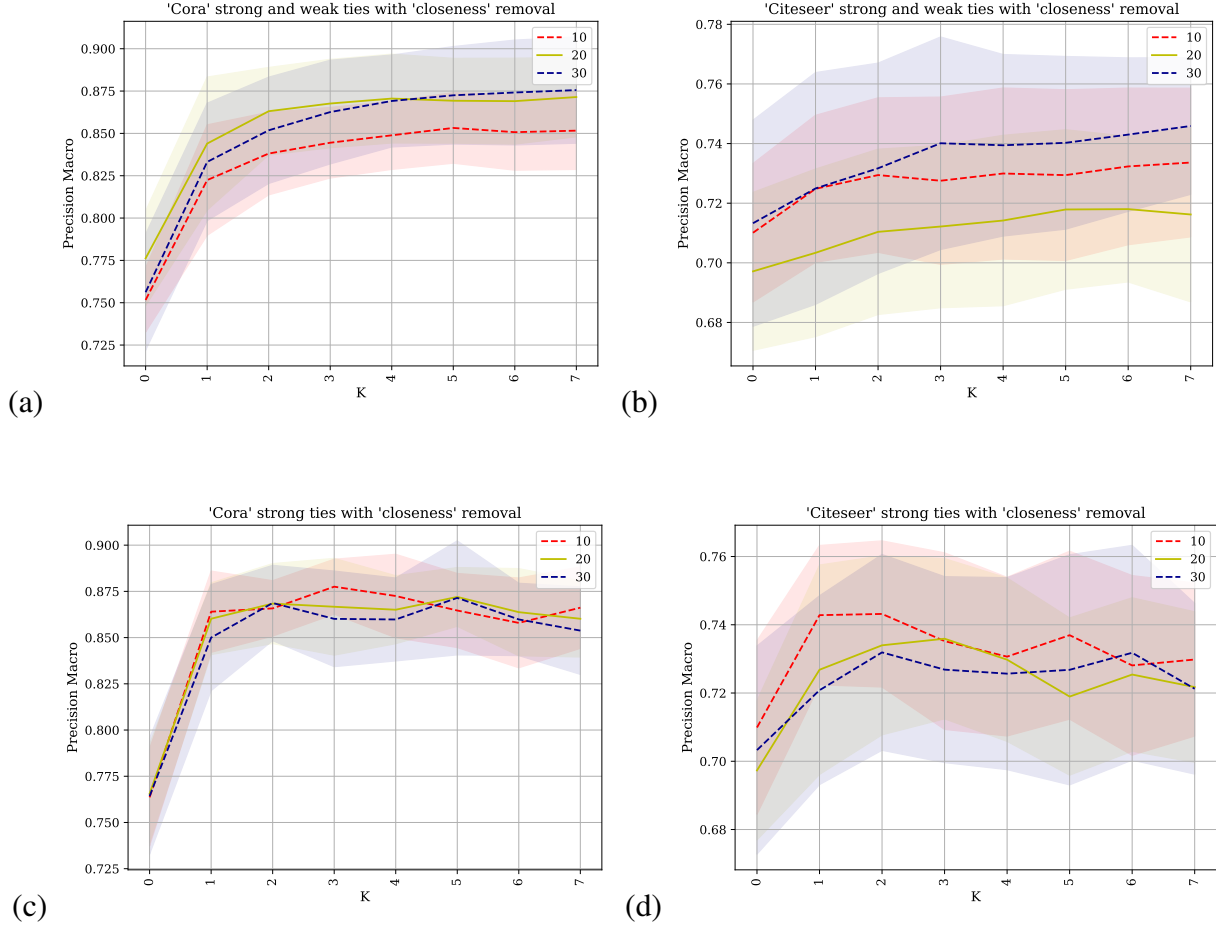 'Cora' strong and weak ties with 'closeness' removal
0.900
0.875
0.850
0.825
0.800
0.775
0.750
0.725
Precision Macro
10
20
30
0 1 2 3 4 5 6 7
K
(a)
'Citeseer' strong and weak ties with 'closeness' removal
0.78
0.76
0.74
0.72
0.70
0.68
Precision Macro
10
20
30
0 1 2 3 4 5 6 7
K
(b)
'Cora' strong ties with 'closeness' removal
0.900
0.875
0.850
0.825
0.800
0.775
0.750
0.725
Precision Macro
10
20
30
0 1 2 3 4 5 6 7
K
(c)
'Citeseer' strong ties with 'closeness' removal
0.76
0.74
0.72
0.70
0.68
Precision Macro
10
20
30
0 1 2 3 4 5 6 7
K
(d)